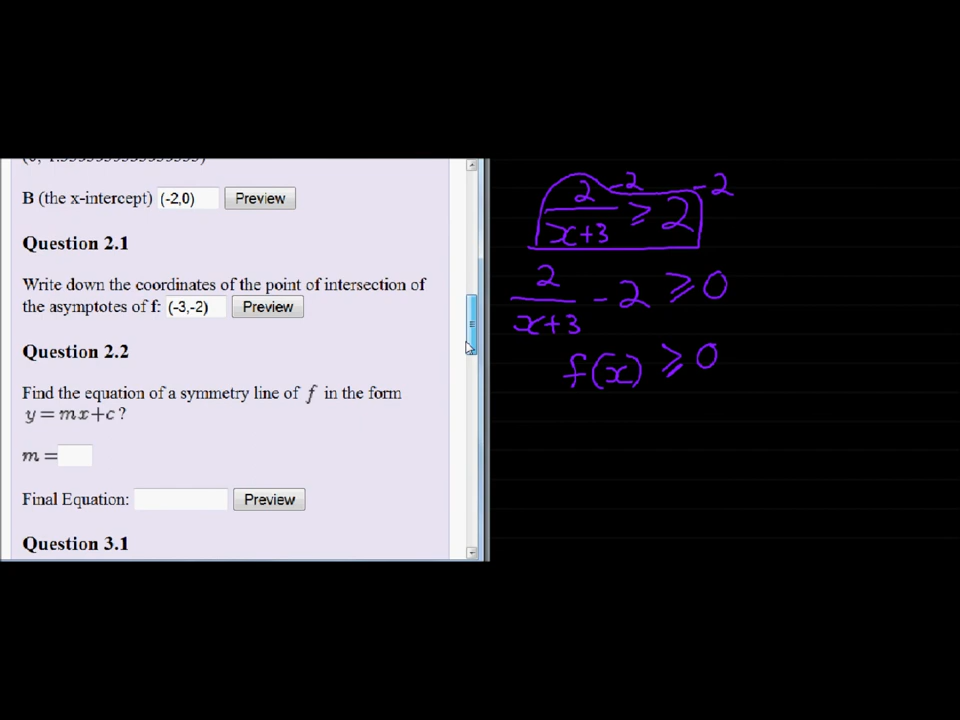 B (the x-intercept) (-2,0) Preview
Question 2.1
Write down the coordinates of the point of intersection of
the asymptotes of f: (-3,-2) Preview
Question 2.2
Find the equation of a symmetry line of f in the form
y = mx+c ?
m =
Final Equation: Preview
Question 3.1
2/(x+3) -2 ≥ 2 -2
2/(x+3) - 2 ≥ 0
f(x) ≥ 0